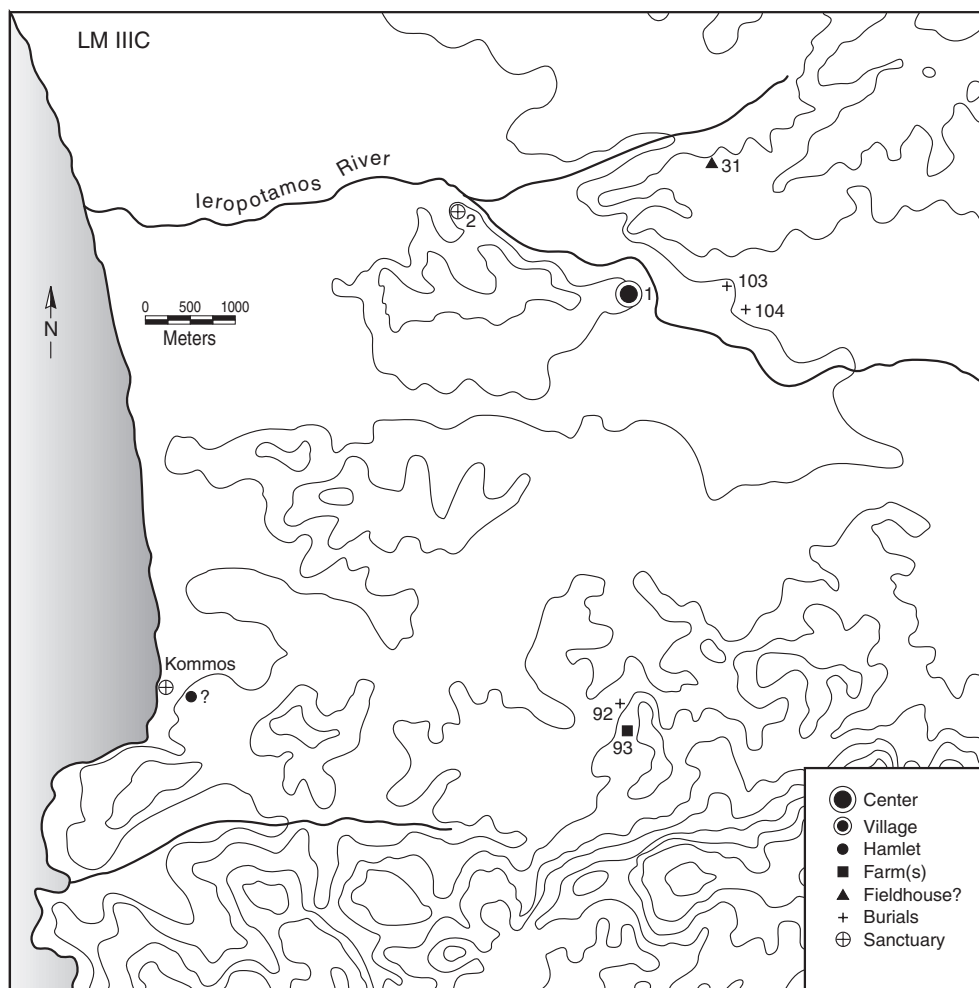 LM IIIC
Ieropotamos River
31
2
1
103
104
N
0 500 1000
Meters
Kommos
?
92
93
Center
Village
Hamlet
Farm(s)
Fieldhouse?
Burials
Sanctuary